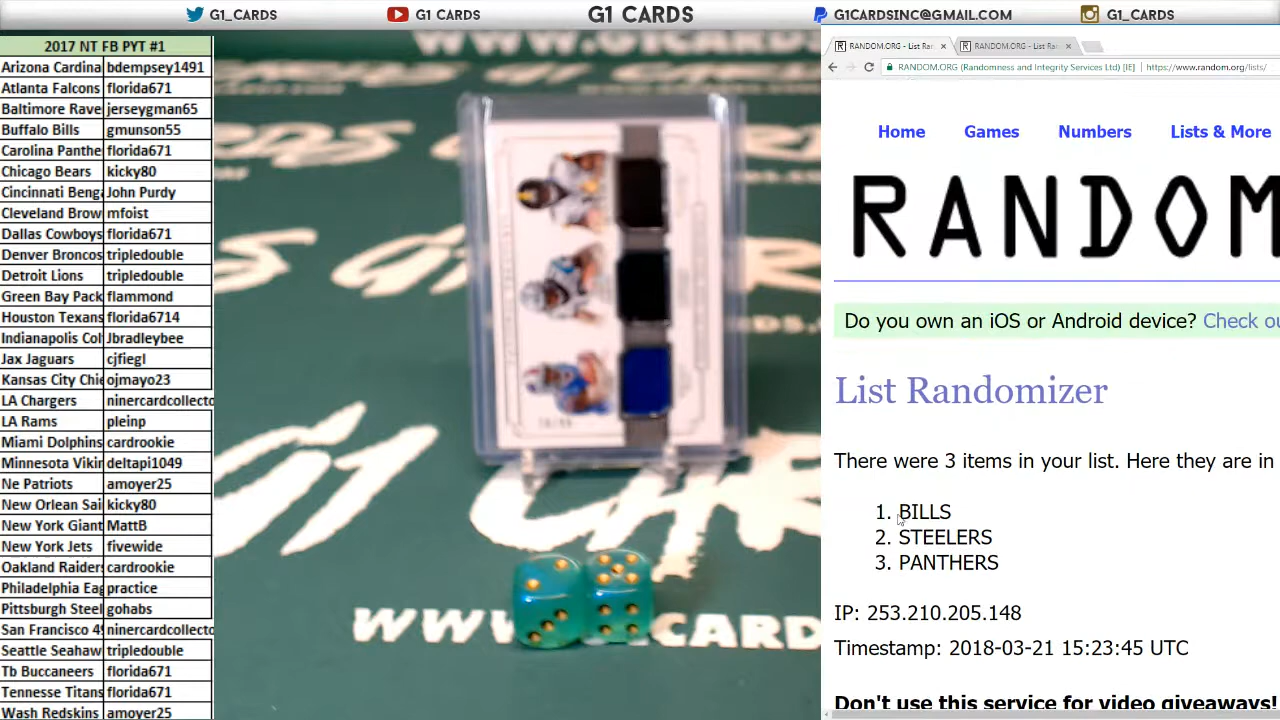 G1_CARDS
G1 CARDS
G1 CARDS
G1CARDSINC@GMAIL.COM
G1_CARDS
2017 NT FB PYT #1
Arizona Cardina bdempsey1491
Atlanta Falcons florida671
Baltimore Rave jerseygman65
Buffalo Bills gmunson55
Carolina Panthe florida671
Chicago Bears kicky80
Cincinnati Benga John Purdy
Cleveland Brow mfoist
Dallas Cowboys florida671
Denver Broncos tripledouble
Detroit Lions tripledouble
Green Bay Pack flammond
Houston Texans florida6714
Indianapolis Col Jbradleybee
Jax Jaguars cjfiegl
Kansas City Chie ojmayo23
LA Chargers ninercardcollecto
LA Rams pleinp
Miami Dolphins cardrookie
Minnesota Vikin deltapi1049
Ne Patriots amoyer25
New Orlean Sai kicky80
New York Giant MattB
New York Jets fivewide
Oakland Raider cardrookie
Philadelphia Eag practice
Pittsburgh Steel gohabs
San Francisco 49 ninercardcollecto
Seattle Seahaw tripledouble
Tb Buccaneers florida671
Tennesse Titans florida671
Wash Redskins amoyer25
G1 C
WWW
CARDS
RANDOM.ORG - List Ra
RANDOM.ORG - List Ra
RANDOM.ORG (Randomness and Integrity Services Ltd) [IE] https://www.random.org/lists/
Home Games Numbers Lists & More
RANDOM
Do you own an iOS or Android device? Check ou
List Randomizer
There were 3 items in your list. Here they are in
1. BILLS
2. STEELERS
3. PANTHERS
IP: 253.210.205.148
Timestamp: 2018-03-21 15:23:45 UTC
Don't use this service for video giveaways!